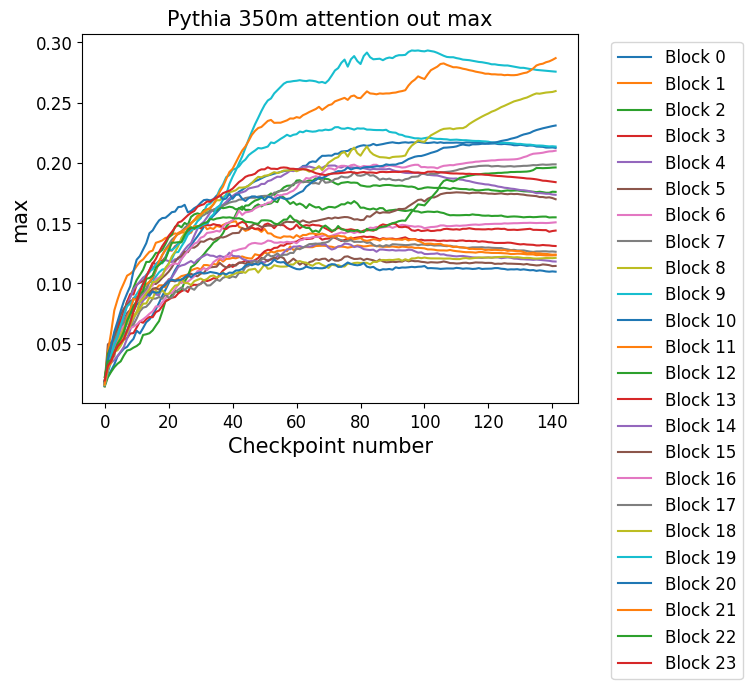 Pythia 350m attention out max
max
0.30
0.25
0.20
0.15
0.10
0.05
0 20 40 60 80 100 120 140
Checkpoint number
Block 0
Block 1
Block 2
Block 3
Block 4
Block 5
Block 6
Block 7
Block 8
Block 9
Block 10
Block 11
Block 12
Block 13
Block 14
Block 15
Block 16
Block 17
Block 18
Block 19
Block 20
Block 21
Block 22
Block 23